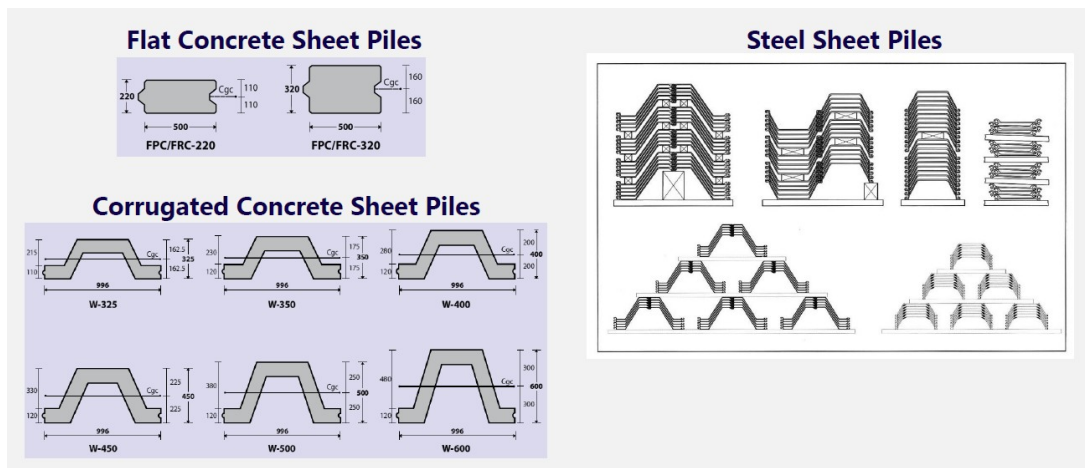 Flat Concrete Sheet Piles
Steel Sheet Piles
220
110
110
Cgc
500
FPC/FRC-220
320
160
160
Cgc
500
FPC/FRC-320
Corrugated Concrete Sheet Piles
215
110
Cgc
162.5
162.5
325
996
W-325
230
120
Cgc
175
175
350
996
W-350
280
120
Cgc
200
200
400
996
W-400
330
120
Cgc
225
225
450
996
W-450
380
120
Cgc
250
250
500
996
W-500
480
120
Cgc
300
300
600
996
W-600